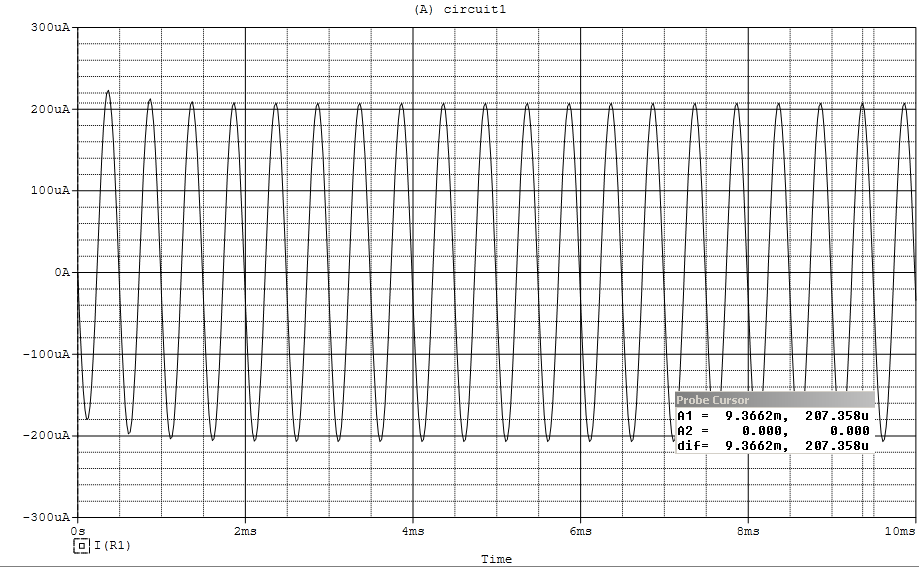 (A) circuit1
300uA
200uA
100uA
0A
-100uA
-200uA
-300uA
Probe Cursor
A1 = 9.3662m, 207.358u
A2 = 0.000, 0.000
dif= 9.3662m, 207.358u
0s 2ms 4ms 6ms 8ms 10ms
I(R1)
Time